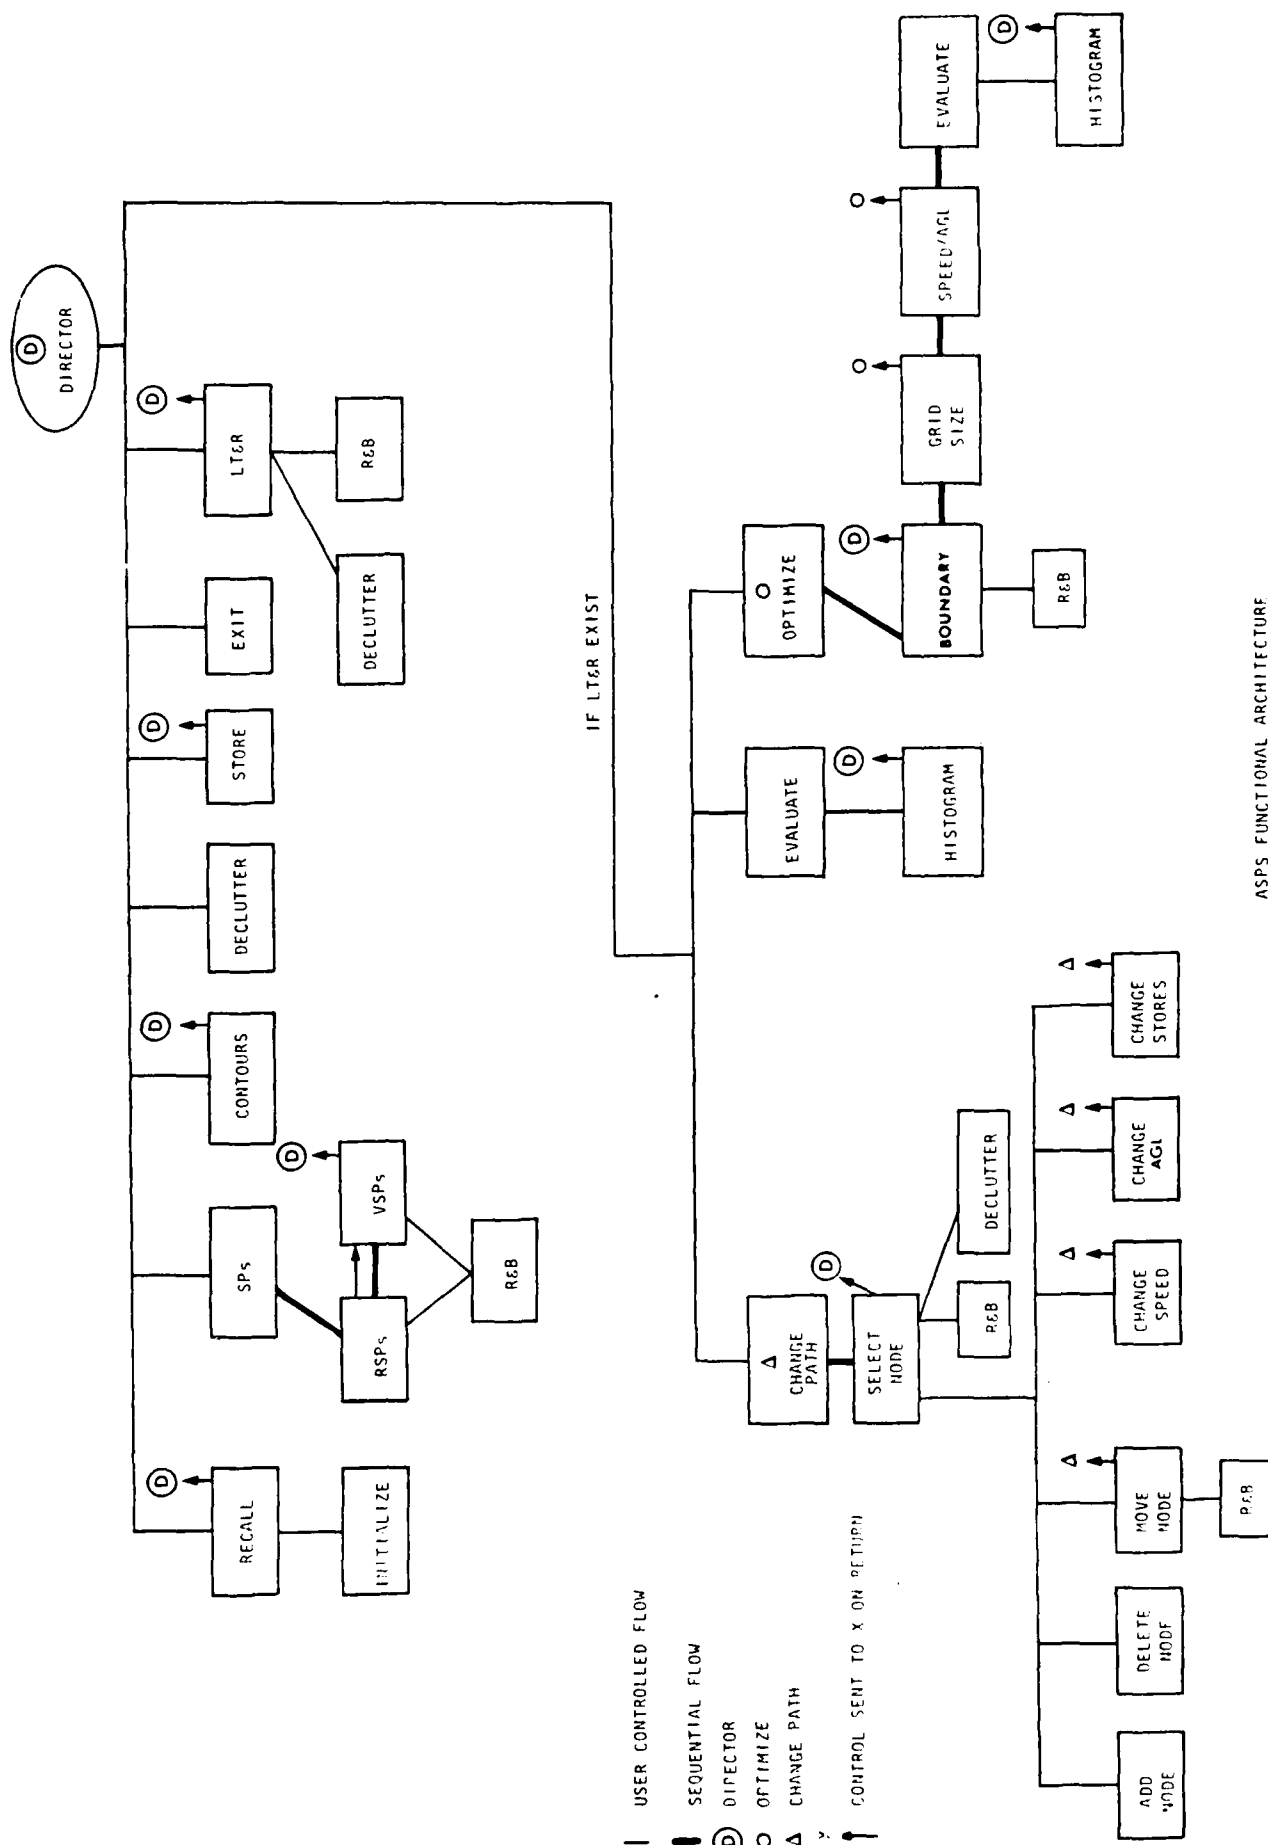 D
DIRECTOR
D
RECALL
INITIALIZE
SPs
RSPs
D
VSPs
R&B
D
CONTOURS
DECLUTTER
D
STORE
EXIT
D
LT&R
DECLUTTER
R&B
IF LT&R EXIST
Δ
CHANGE
PATH
D
SELECT
NODE
R&B
DECLUTTER
ADD
NODE
DELETE
NODE
Δ
MOVE
NODE
R&B
Δ
CHANGE
SPEED
Δ
CHANGE
AGL
Δ
CHANGE
STORES
EVALUATE
D
HISTOGRAM
O
OPTIMIZE
D
BOUNDARY
R&B
O
GRID
SIZE
O
SPEED/AGL
EVALUATE
D
HISTOGRAM
USER CONTROLLED FLOW
SEQUENTIAL FLOW
D DIRECTOR
O OPTIMIZE
Δ CHANGE PATH
CONTROL SENT TO X ON RETURN
ASPS FUNCTIONAL ARCHITECTURE